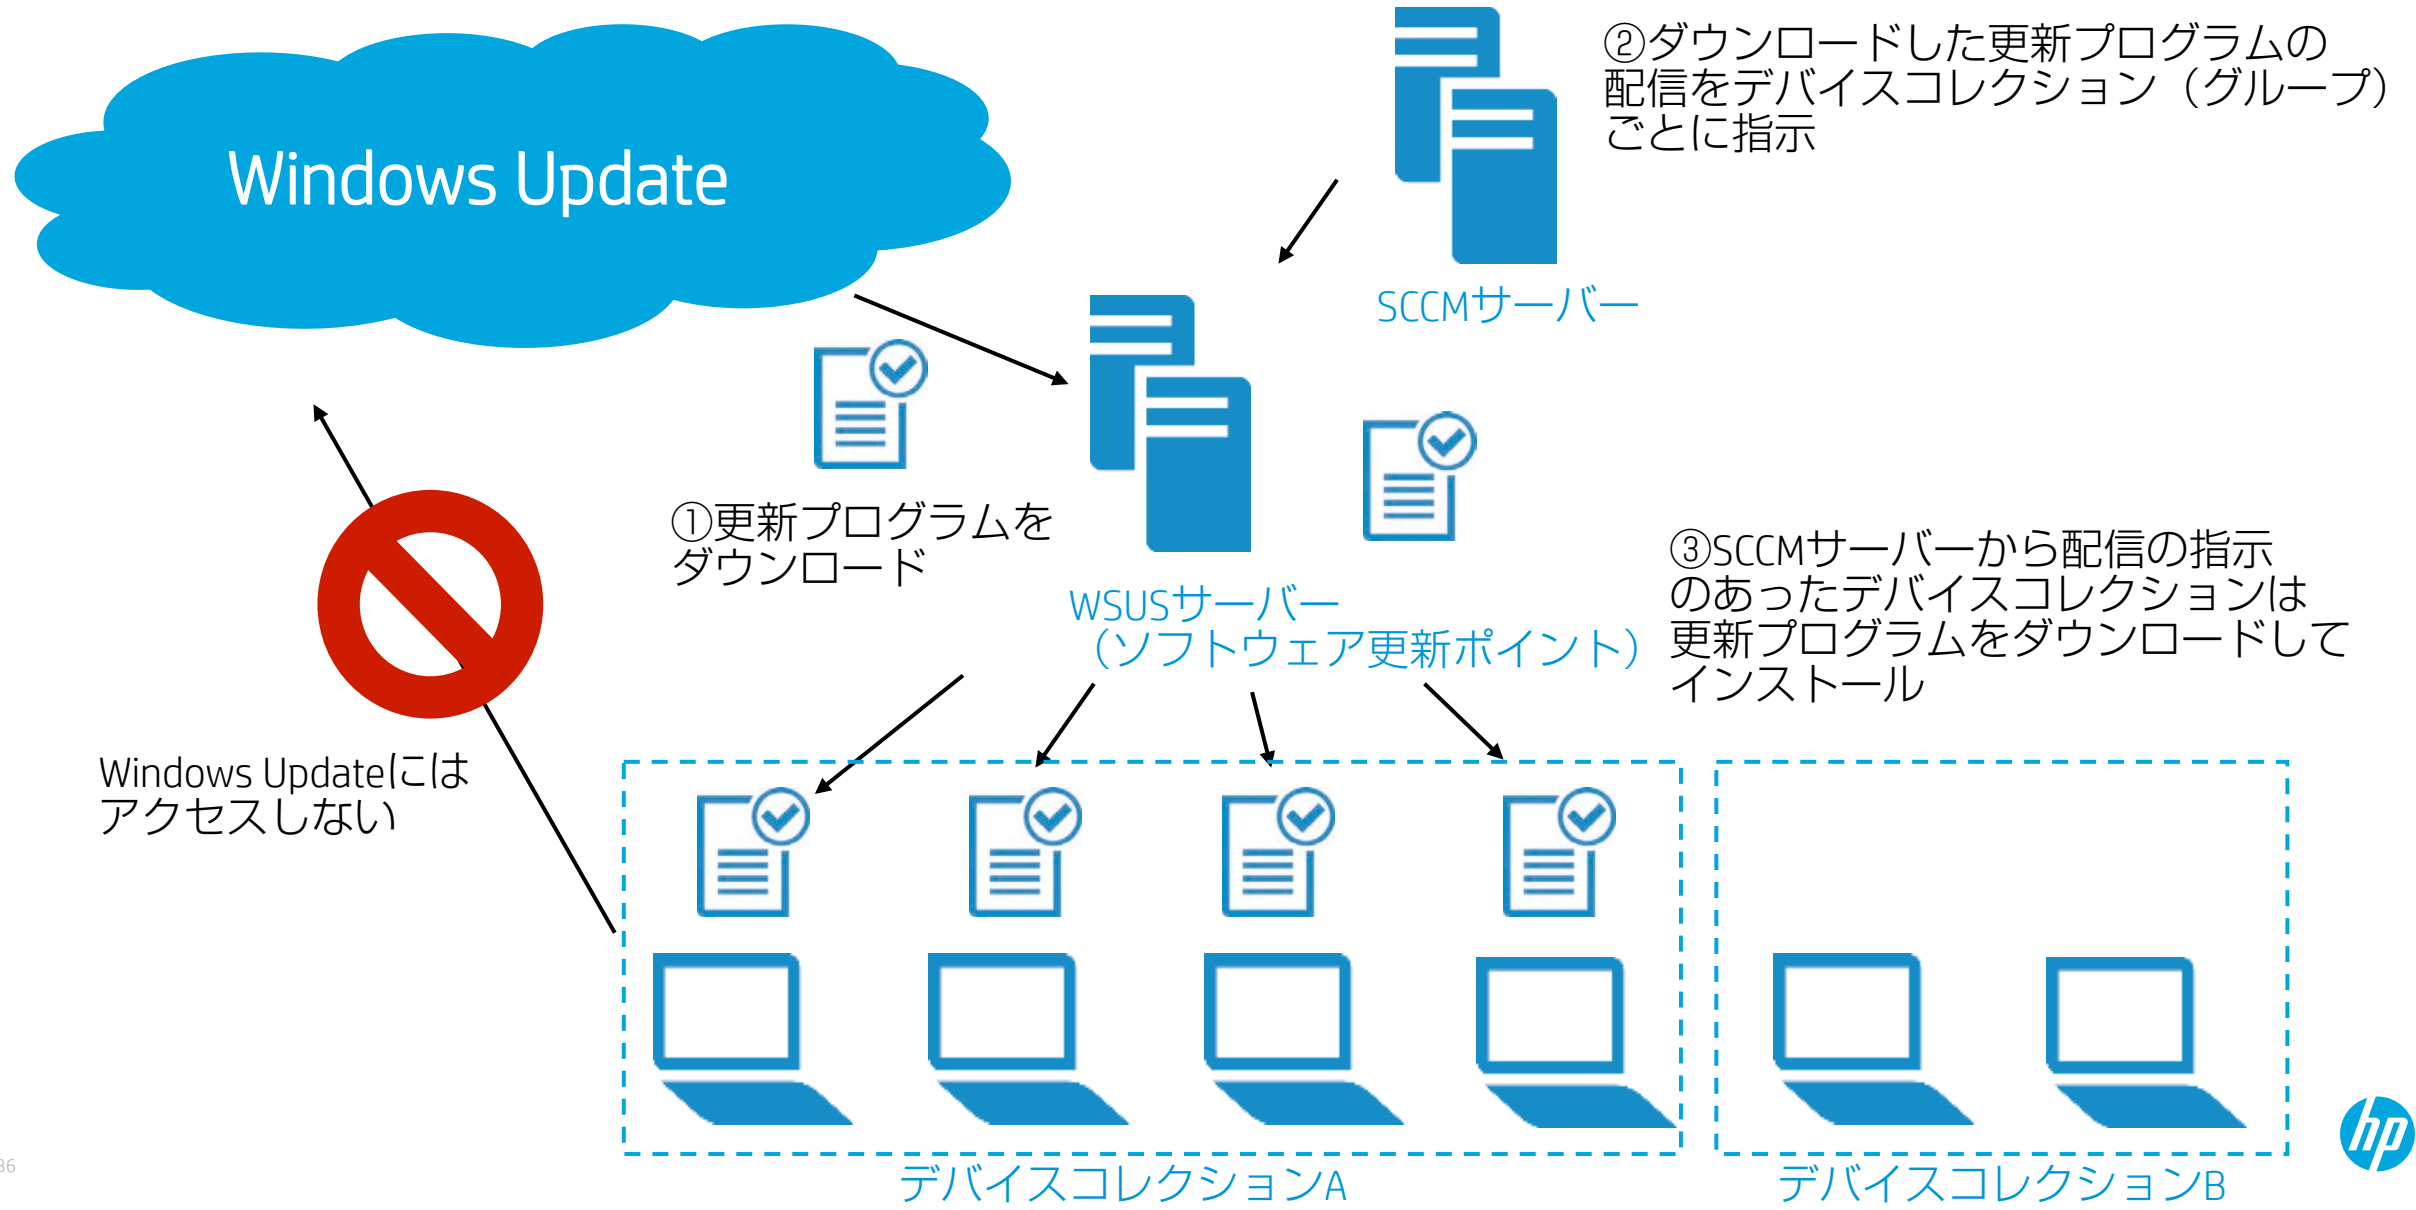 Windows Update
②ダウンロードした更新プログラムの
配信をデバイスコレクション（グループ）
ごとに指示
SCCMサーバー
①更新プログラムを
ダウンロード
WSUSサーバー
（ソフトウェア更新ポイント）
③SCCMサーバーから配信の指示
のあったデバイスコレクションは
更新プログラムをダウンロードして
インストール
Windows Updateには
アクセスしない
デバイスコレクションA
デバイスコレクションB
hp